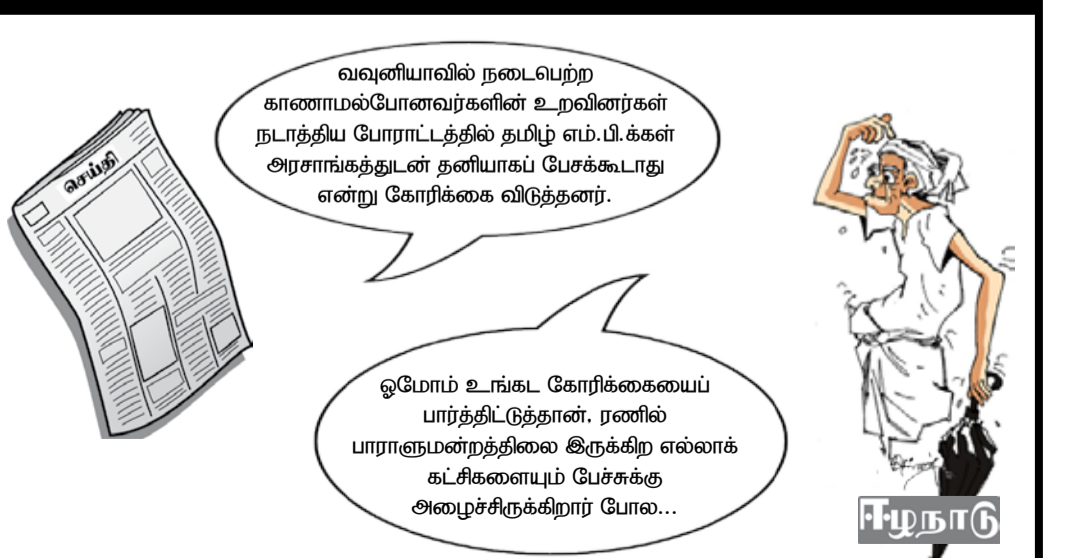 செய்தி
வவுனியாவில் நடைபெற்ற
காணாமல்போனவர்களின் உறவினர்கள்
நடாத்திய போராட்டத்தில் தமிழ் எம்.பி.க்கள்
அரசாங்கத்துடன் தனியாகப் பேசக்கூடாது
என்று கோரிக்கை விடுத்தனர்.
ஓமோம் உங்கட கோரிக்கையைப்
பார்த்திட்டுத்தான். ரணில்
பாராளுமன்றத்திலை இருக்கிற எல்லாக்
கட்சிகளையும் பேச்சுக்கு
அழைச்சிருக்கிறார் போல...
ஈழநாடு